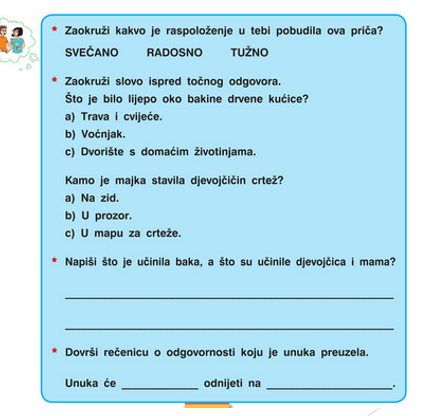 * Zaokruži kakvo je raspoloženje u tebi pobudila ova priča?
SVEČANO RADOSNO TUŽNO
* Zaokruži slovo ispred točnog odgovora.
Što je bilo lijepo oko bakine drvene kućice?
a) Trava i cvijeće.
b) Voćnjak.
c) Dvorište s domaćim životinjama.
Kamo je majka stavila djevojčičin crtež?
a) Na zid.
b) U prozor.
c) U mapu za crteže.
* Napiši što je učinila baka, a što su učinile djevojčica i mama?
* Dovrši rečenicu o odgovornosti koju je unuka preuzela.
Unuka će ____________ odnijeti na ____________________.